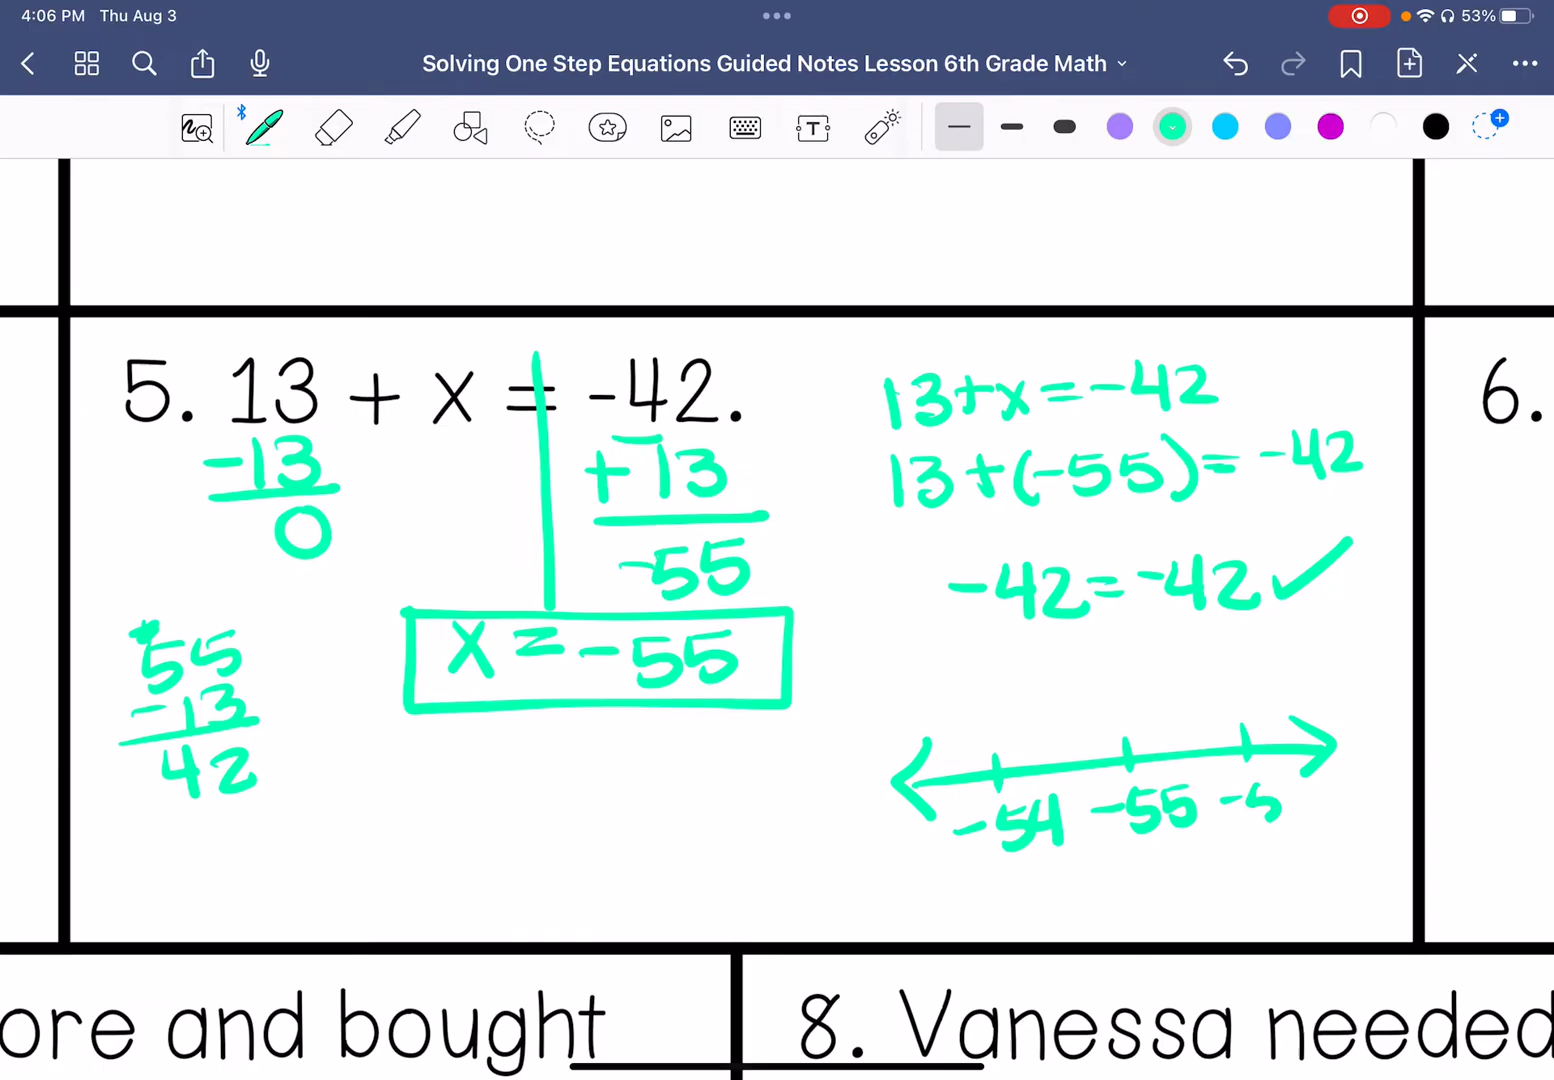 4:06 PM Thu Aug 3
53%
Solving One Step Equations Guided Notes Lesson 6th Grade Math
T
5. 13 + x = -42.
-13
0
+ -13
-55
x = -55
55
-13
42
13+x=-42
13+(-55)=-42
-42=-42✓
-54 -55 -5
6.
ore and bought
8. Vanessa needed